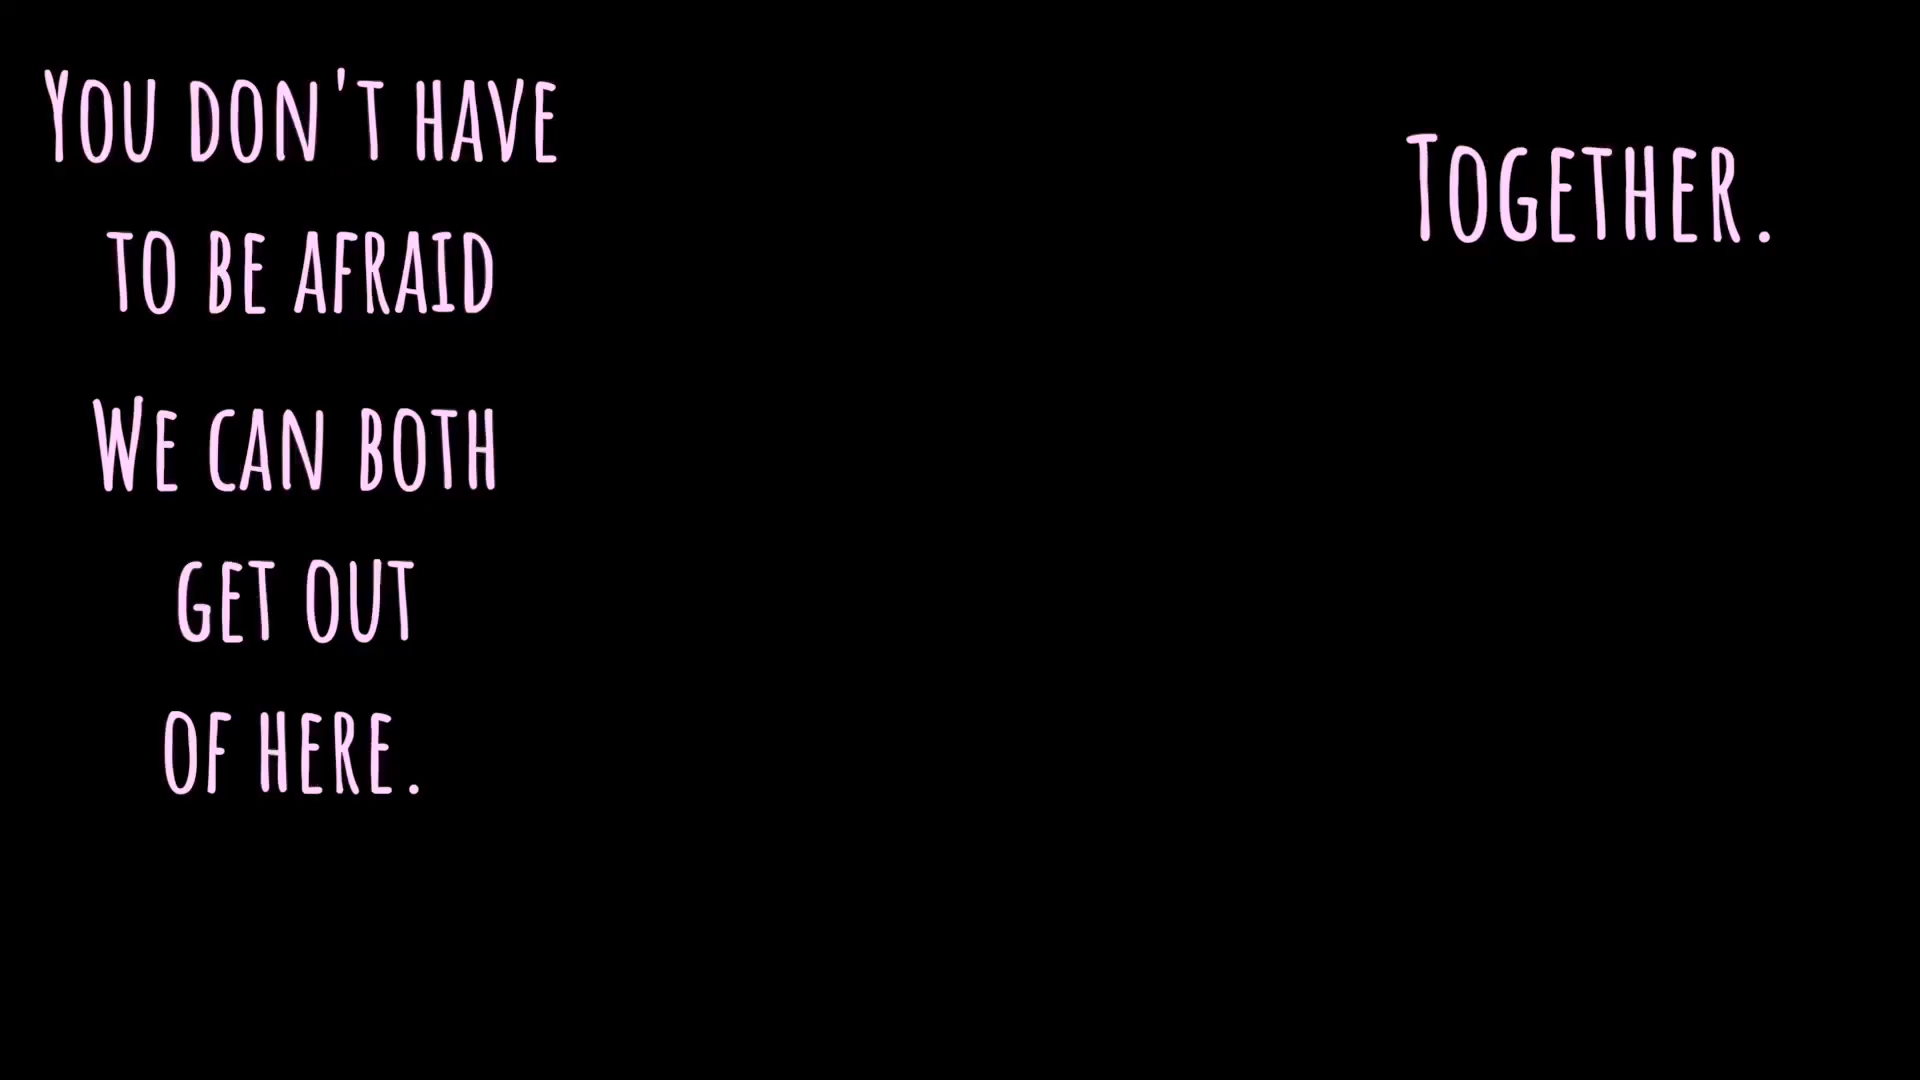 You don't have
to be afraid
We can both
get out
of here.
Together.